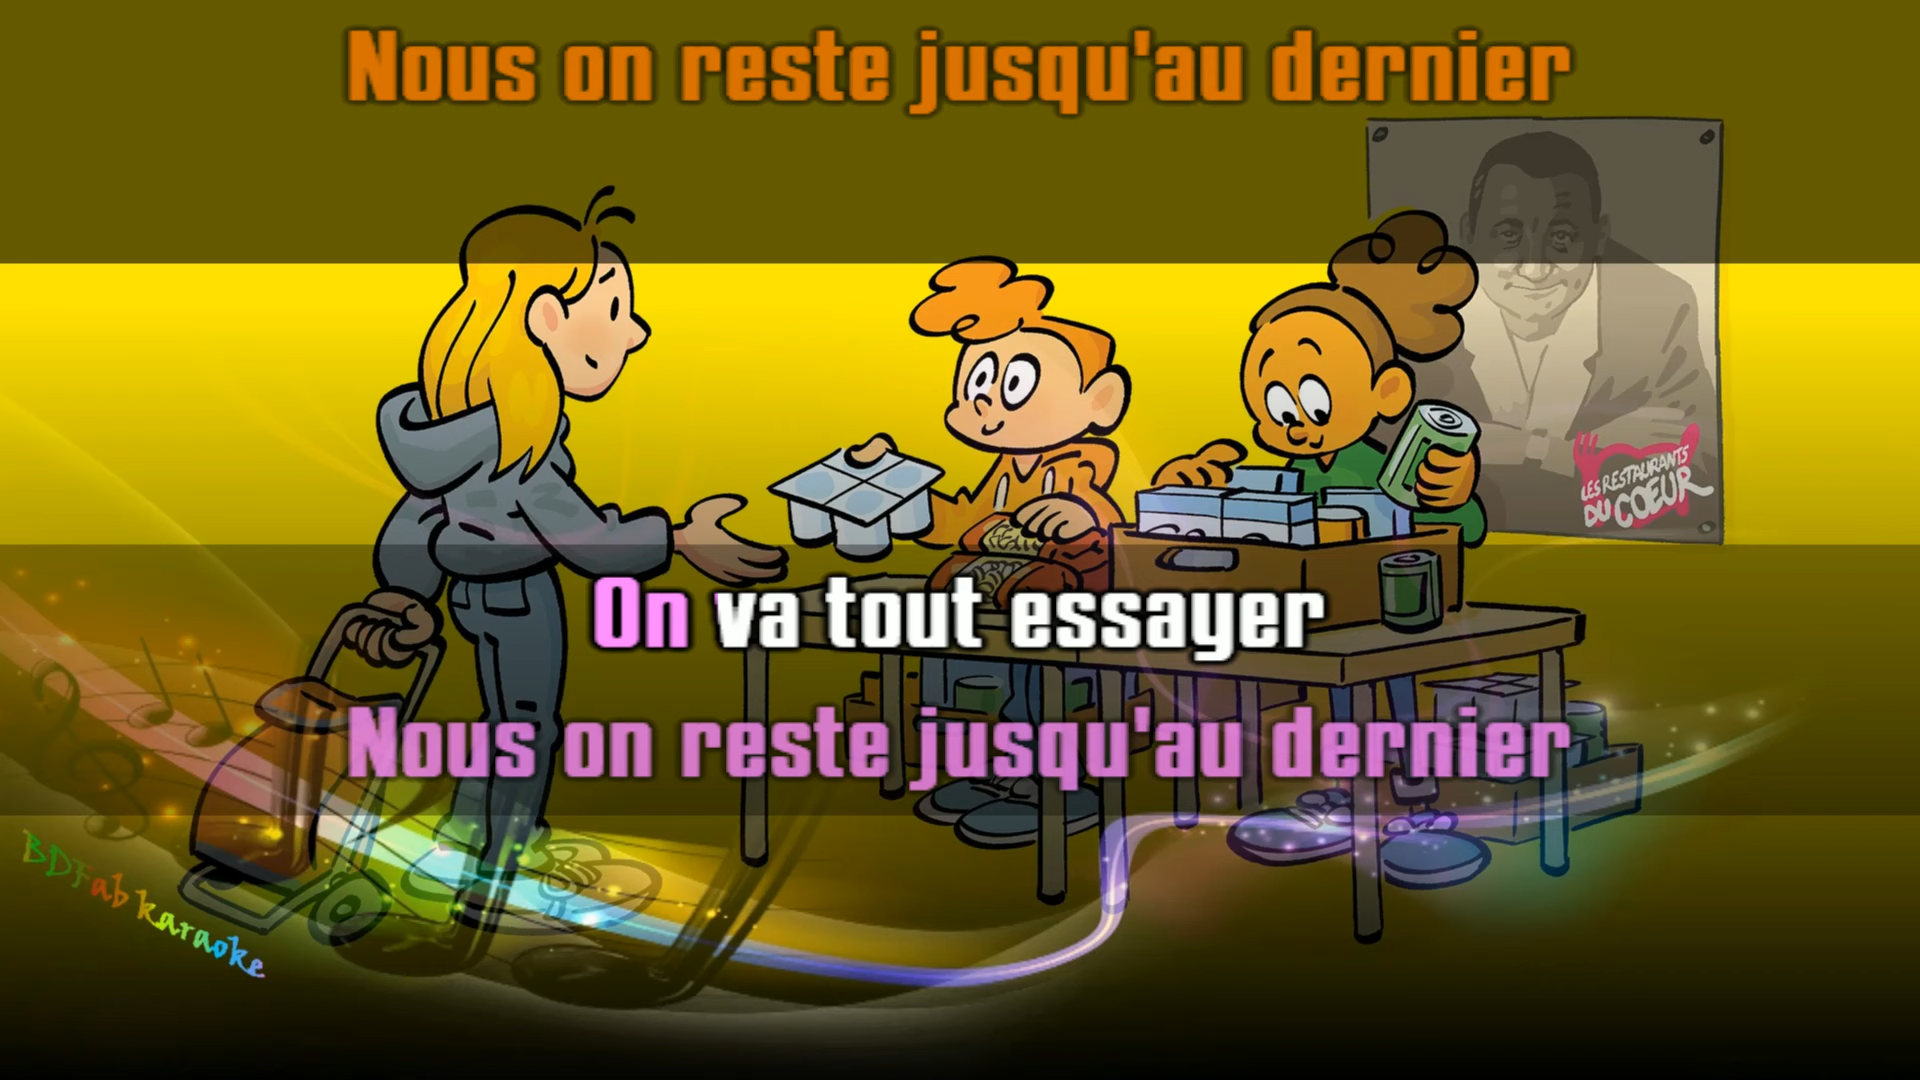 Nous on reste jusqu'au dernier
LES RESTAURANTS
DU CŒUR
On va tout essayer
Nous on reste jusqu'au dernier
BDFab karaoke